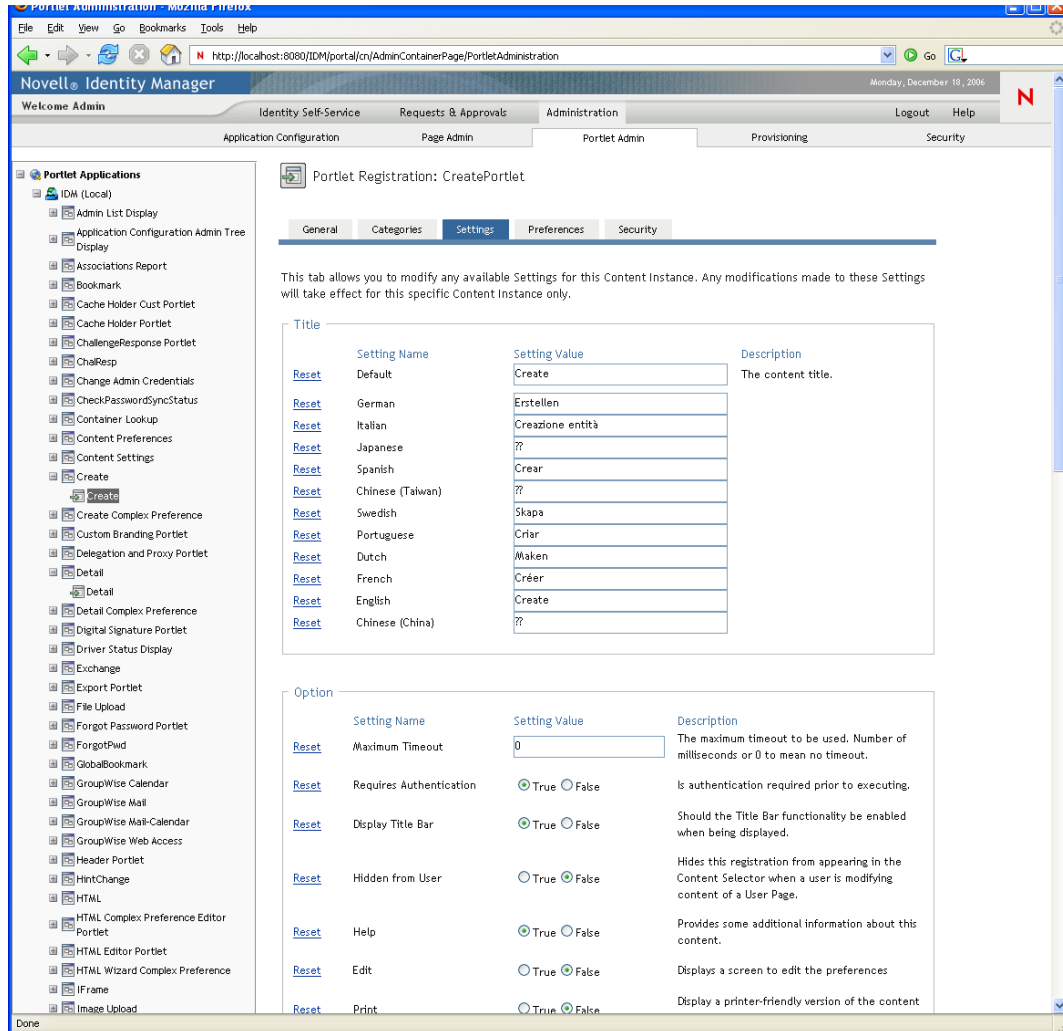 Portlet Administration - Mozilla Firefox
File Edit View Go Bookmarks Tools Help
N http://localhost:8080/IDM/portal/cn/AdminContainerPage/PortletAdministration Go G
Novell® Identity Manager Monday, December 18, 2006 N
Welcome Admin Identity Self-Service Requests & Approvals Administration Logout Help
Application Configuration Page Admin Portlet Admin Provisioning Security
Portlet Applications
IDM (Local)
Admin List Display
Application Configuration Admin Tree
Display
Associations Report
Bookmark
Cache Holder Cust Portlet
Cache Holder Portlet
ChallengeResponse Portlet
ChalResp
Change Admin Credentials
CheckPasswordSyncStatus
Container Lookup
Content Preferences
Content Settings
Create
Create
Create Complex Preference
Custom Branding Portlet
Delegation and Proxy Portlet
Detail
Detail
Detail Complex Preference
Digital Signature Portlet
Driver Status Display
Exchange
Export Portlet
File Upload
Forgot Password Portlet
ForgotPwd
GlobalBookmark
GroupWise Calendar
GroupWise Mail
GroupWise Mail-Calendar
GroupWise Web Access
Header Portlet
HintChange
HTML
HTML Complex Preference Editor
Portlet
HTML Editor Portlet
HTML Wizard Complex Preference
IFrame
Image Upload
Portlet Registration: CreatePortlet
General Categories Settings Preferences Security
This tab allows you to modify any available Settings for this Content Instance. Any modifications made to these Settings
will take effect for this specific Content Instance only.
Title
Setting Name Setting Value Description
Reset Default Create The content title.
Reset German Erstellen
Reset Italian Creazione entità
Reset Japanese ??
Reset Spanish Crear
Reset Chinese (Taiwan) ??
Reset Swedish Skapa
Reset Portuguese Criar
Reset Dutch Maken
Reset French Créer
Reset English Create
Reset Chinese (China) ??
Option
Setting Name Setting Value Description
Reset Maximum Timeout 0 The maximum timeout to be used. Number of
milliseconds or 0 to mean no timeout.
Reset Requires Authentication True False Is authentication required prior to executing.
Reset Display Title Bar True False Should the Title Bar functionality be enabled
when being displayed.
Reset Hidden from User True False Hides this registration from appearing in the
Content Selector when a user is modifying
content of a User Page.
Reset Help True False Provides some additional information about this
content.
Reset Edit True False Displays a screen to edit the preferences
Reset Print True False Display a printer-friendly version of the content
Done